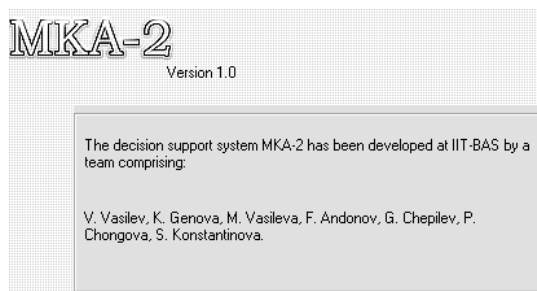 MKA-2
Version 1.0
The decision support system MKA-2 has been developed at IIT-BAS by a
team comprising:
V. Vasilev, K. Genova, M. Vasileva, F. Andonov, G. Chepilev, P.
Chongova, S. Konstantinova.